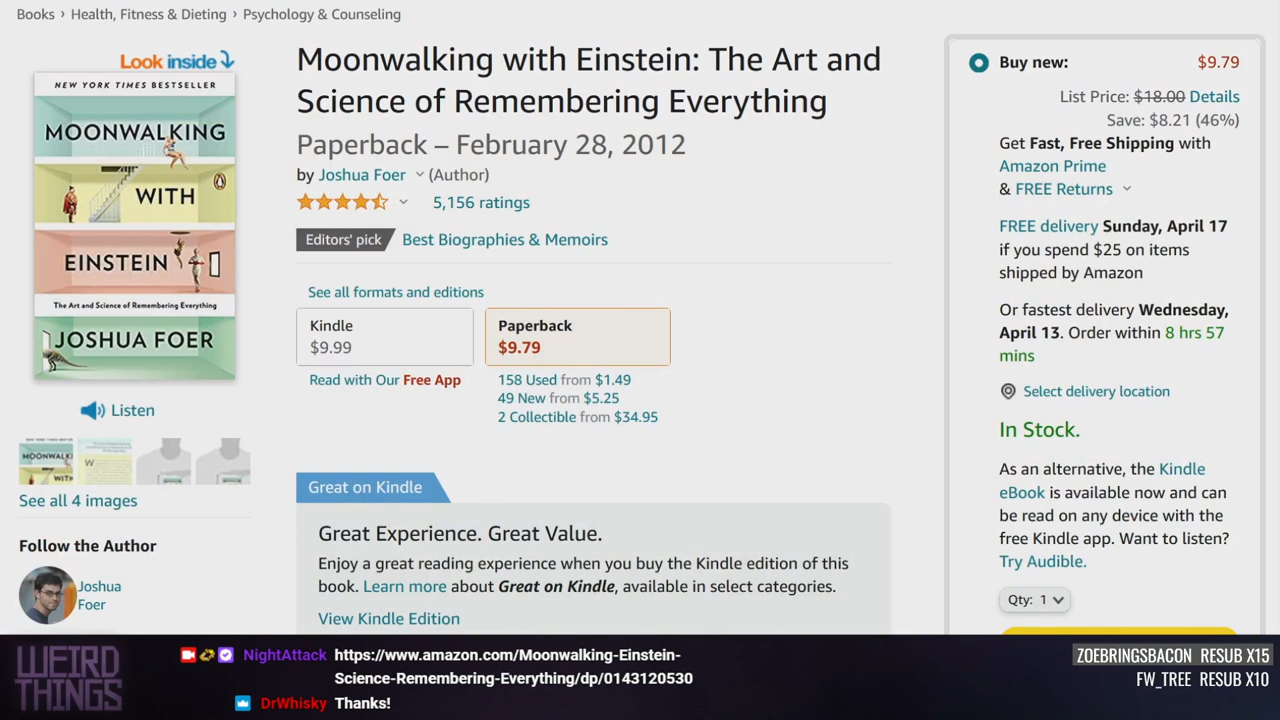 Books › Health, Fitness & Dieting › Psychology & Counseling
Look inside
NEW YORK TIMES BESTSELLER
MOONWALKING
WITH
EINSTEIN
The Art and Science of Remembering Everything
JOSHUA FOER
Listen
See all 4 images
Follow the Author
Joshua
Foer
Moonwalking with Einstein: The Art and
Science of Remembering Everything
Paperback – February 28, 2012
by Joshua Foer (Author)
5,156 ratings
Editors' pick Best Biographies & Memoirs
See all formats and editions
Kindle
$9.99
Read with Our Free App
Paperback
$9.79
158 Used from $1.49
49 New from $5.25
2 Collectible from $34.95
Great on Kindle
Great Experience. Great Value.
Enjoy a great reading experience when you buy the Kindle edition of this
book. Learn more about Great on Kindle, available in select categories.
View Kindle Edition
Buy new: $9.79
List Price: $18.00 Details
Save: $8.21 (46%)
Get Fast, Free Shipping with
Amazon Prime
& FREE Returns
FREE delivery Sunday, April 17
if you spend $25 on items
shipped by Amazon
Or fastest delivery Wednesday,
April 13. Order within 8 hrs 57
mins
Select delivery location
In Stock.
As an alternative, the Kindle
eBook is available now and can
be read on any device with the
free Kindle app. Want to listen?
Try Audible.
Qty: 1
WEIRD
THINGS
NightAttack https://www.amazon.com/Moonwalking-Einstein-
Science-Remembering-Everything/dp/0143120530
DrWhisky Thanks!
ZOEBRINGSBACON RESUB X15
FW_TREE RESUB X10